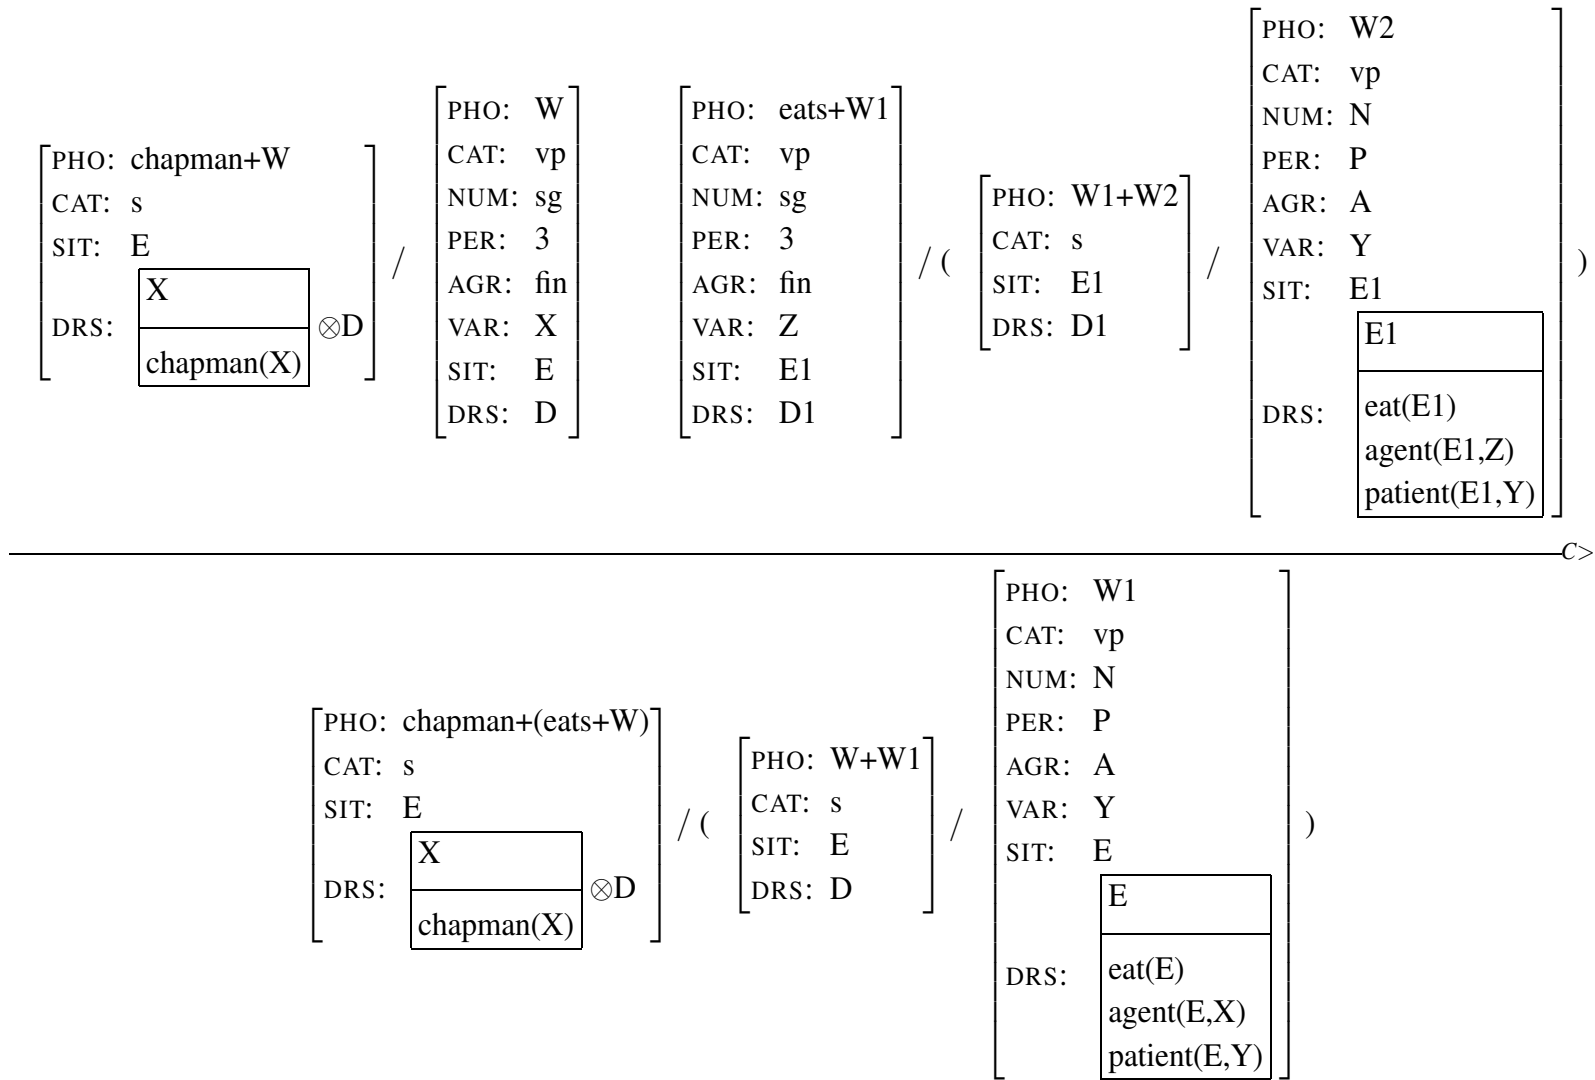 PHO: chapman+W
CAT: s
SIT: E
DRS: X
chapman(X) ⊗D
/
PHO: W
CAT: vp
NUM: sg
PER: 3
AGR: fin
VAR: X
SIT: E
DRS: D
PHO: eats+W1
CAT: vp
NUM: sg
PER: 3
AGR: fin
VAR: Z
SIT: E1
DRS: D1
/ (
PHO: W1+W2
CAT: s
SIT: E1
DRS: D1
/
PHO: W2
CAT: vp
NUM: N
PER: P
AGR: A
VAR: Y
SIT: E1
DRS: E1
eat(E1)
agent(E1,Z)
patient(E1,Y)
)
C>
PHO: chapman+(eats+W)
CAT: s
SIT: E
DRS: X
chapman(X) ⊗D
/ (
PHO: W+W1
CAT: s
SIT: E
DRS: D
/
PHO: W1
CAT: vp
NUM: N
PER: P
AGR: A
VAR: Y
SIT: E
DRS: E
eat(E)
agent(E,X)
patient(E,Y)
)